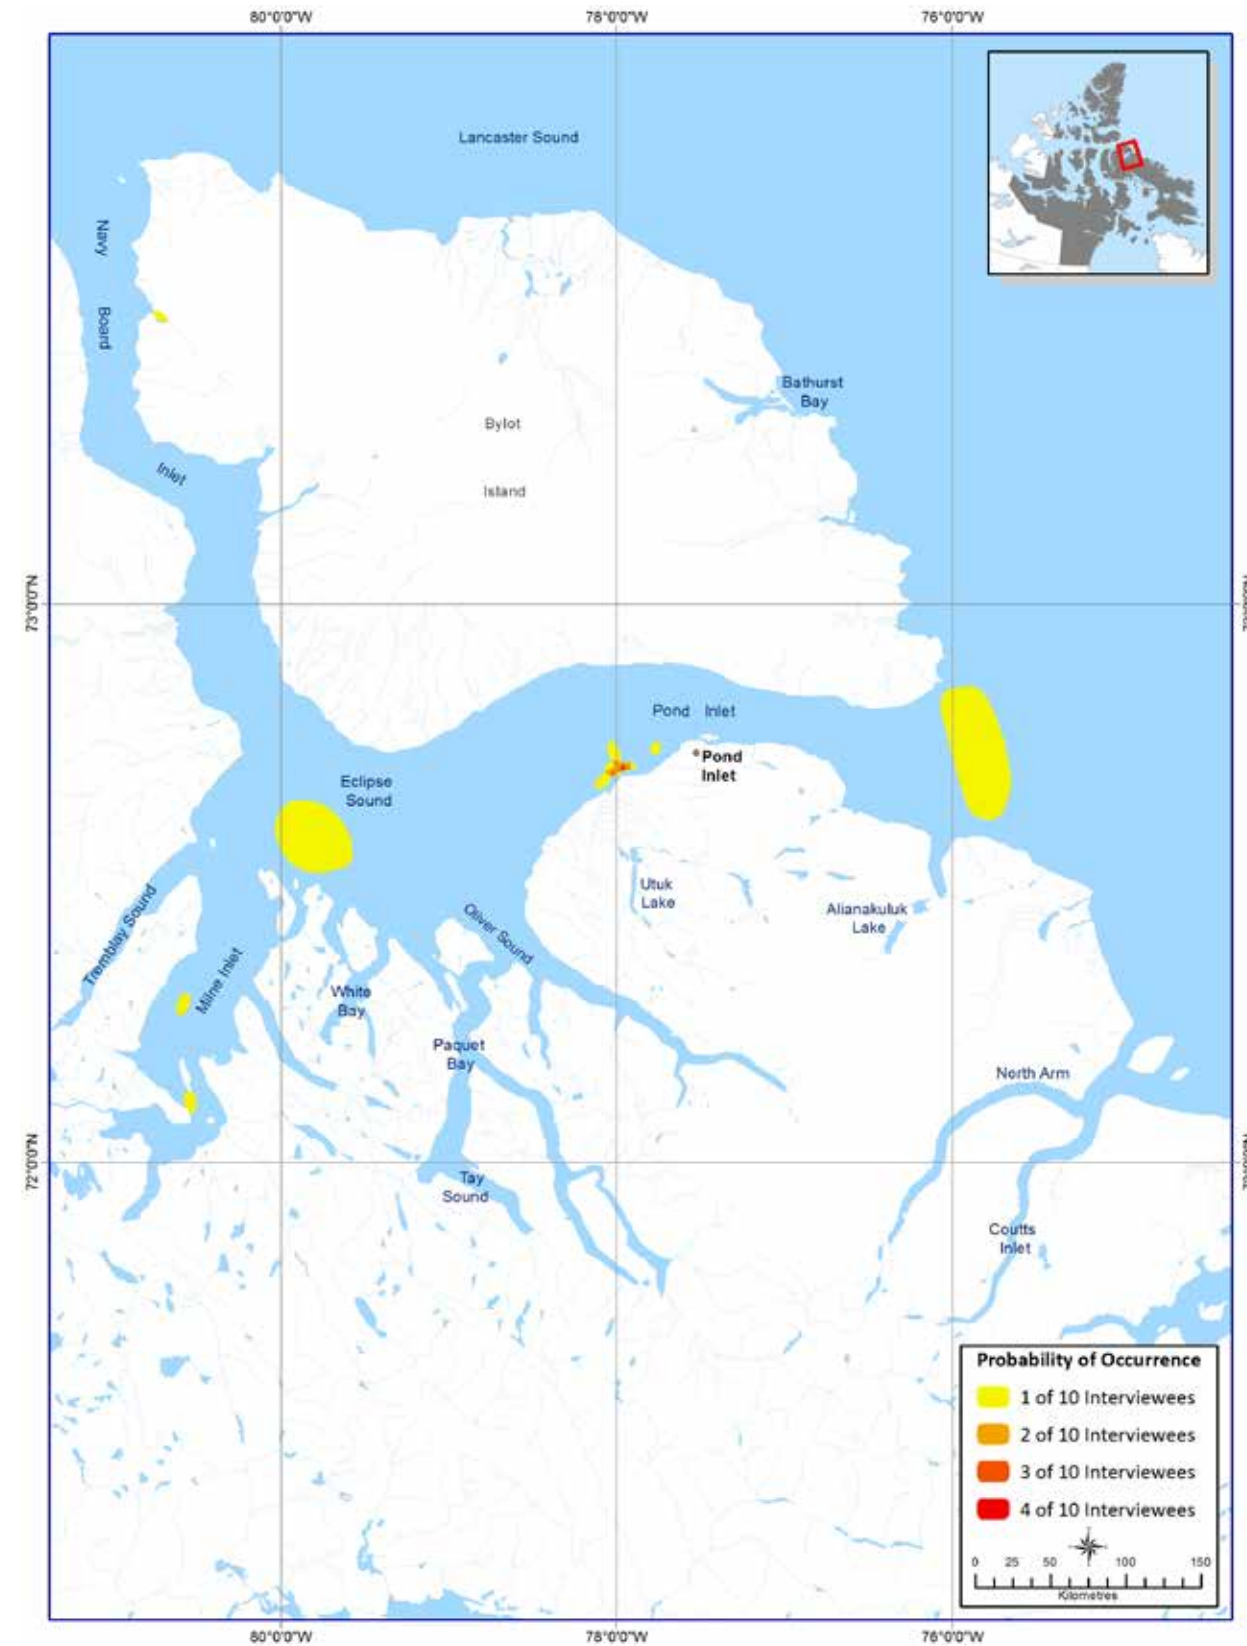 80°0'0"W
78°0'0"W
76°0'0"W
Lancaster Sound
Navy
Board
Inlet
Bathurst
Bay
Bylot
Island
73°0'0"N
Pond Inlet
Pond
Inlet
Eclipse
Sound
Utuk
Lake
Alianakuluk
Lake
Tremblay Sound
Milne Inlet
Oliver Sound
White
Bay
Paquet
Bay
North Arm
72°0'0"N
Tay
Sound
Coutts
Inlet
Probability of Occurrence
1 of 10 Interviewees
2 of 10 Interviewees
3 of 10 Interviewees
4 of 10 Interviewees
0 25 50 100 150
Kilometres
80°0'0"W
78°0'0"W
76°0'0"W